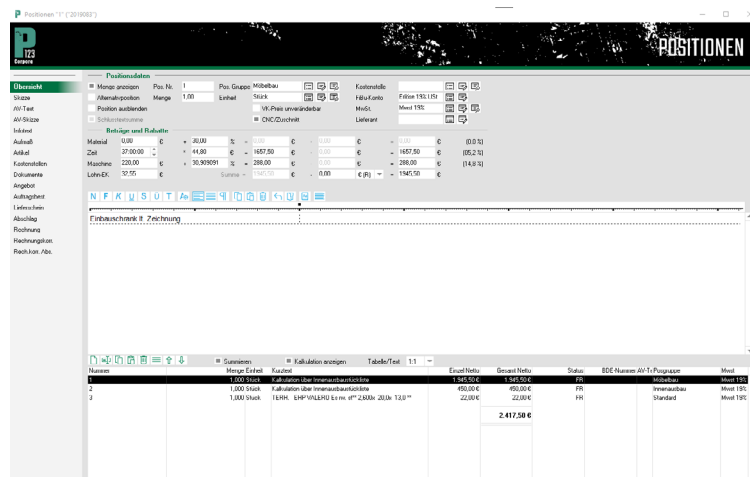 Positionen "1" ("2019083")
P
123
Corpora
POSITIONEN
Übersicht
Skizze
AV-Text
AV-Skizze
Infotext
Aufmaß
Artikel
Kostenstellen
Dokumente
Angebot
Auftragsbest.
Lieferschein
Abschlag
Rechnung
Rechnungskorr.
Rech.korr. Abs.
Positionsdaten
Menge anzeigen Pos. Nr. 1 Pos. Gruppe Möbelbau Kostenstelle
Alternativposition Menge 1,00 Einheit Stück FiBu-Konto Erlöse 19% USt
Position ausblenden VK-Preis unveränderbar MwSt. Mwst 19%
Schlusstextsumme CNC/Zuschnitt Lieferant
Beträge und Rabatte
Material 0,00 € + 30,00 % = 0,00 € - 0,00 € = 0,00 € (0,0 %)
Zeit 37:00:00 * 44,80 € = 1657,50 € - 0,00 € = 1657,50 € (85,2 %)
Maschine 220,00 € + 30,909091 % = 288,00 € - 0,00 € = 288,00 € (14,8 %)
Lohn-EK 32,55 € Summe = 1945,50 € - 0,00 € (R) = 1945,50 €
N F K U S Ü T
Einbauschrank lt. Zeichnung
Summieren Kalkulation anzeigen Tabelle/Text 1:1
Nummer Menge Einheit Kurztext Einzel Netto Gesamt Netto Status BDE-Nummer AV-Te Posgruppe Mwst
1 1,000 Stück Kalkulation über Innenausbaustückliste 1.945,50 € 1.945,50 € FR Möbelbau Mwst 19%
2 1,000 Stück Kalkulation über Innenausbaustückliste 450,00 € 450,00 € FR Innenausbau Mwst 19%
3 1,000 Stück 22,00 € 22,00 € FR Standard Mwst 19%
2.417,50 €